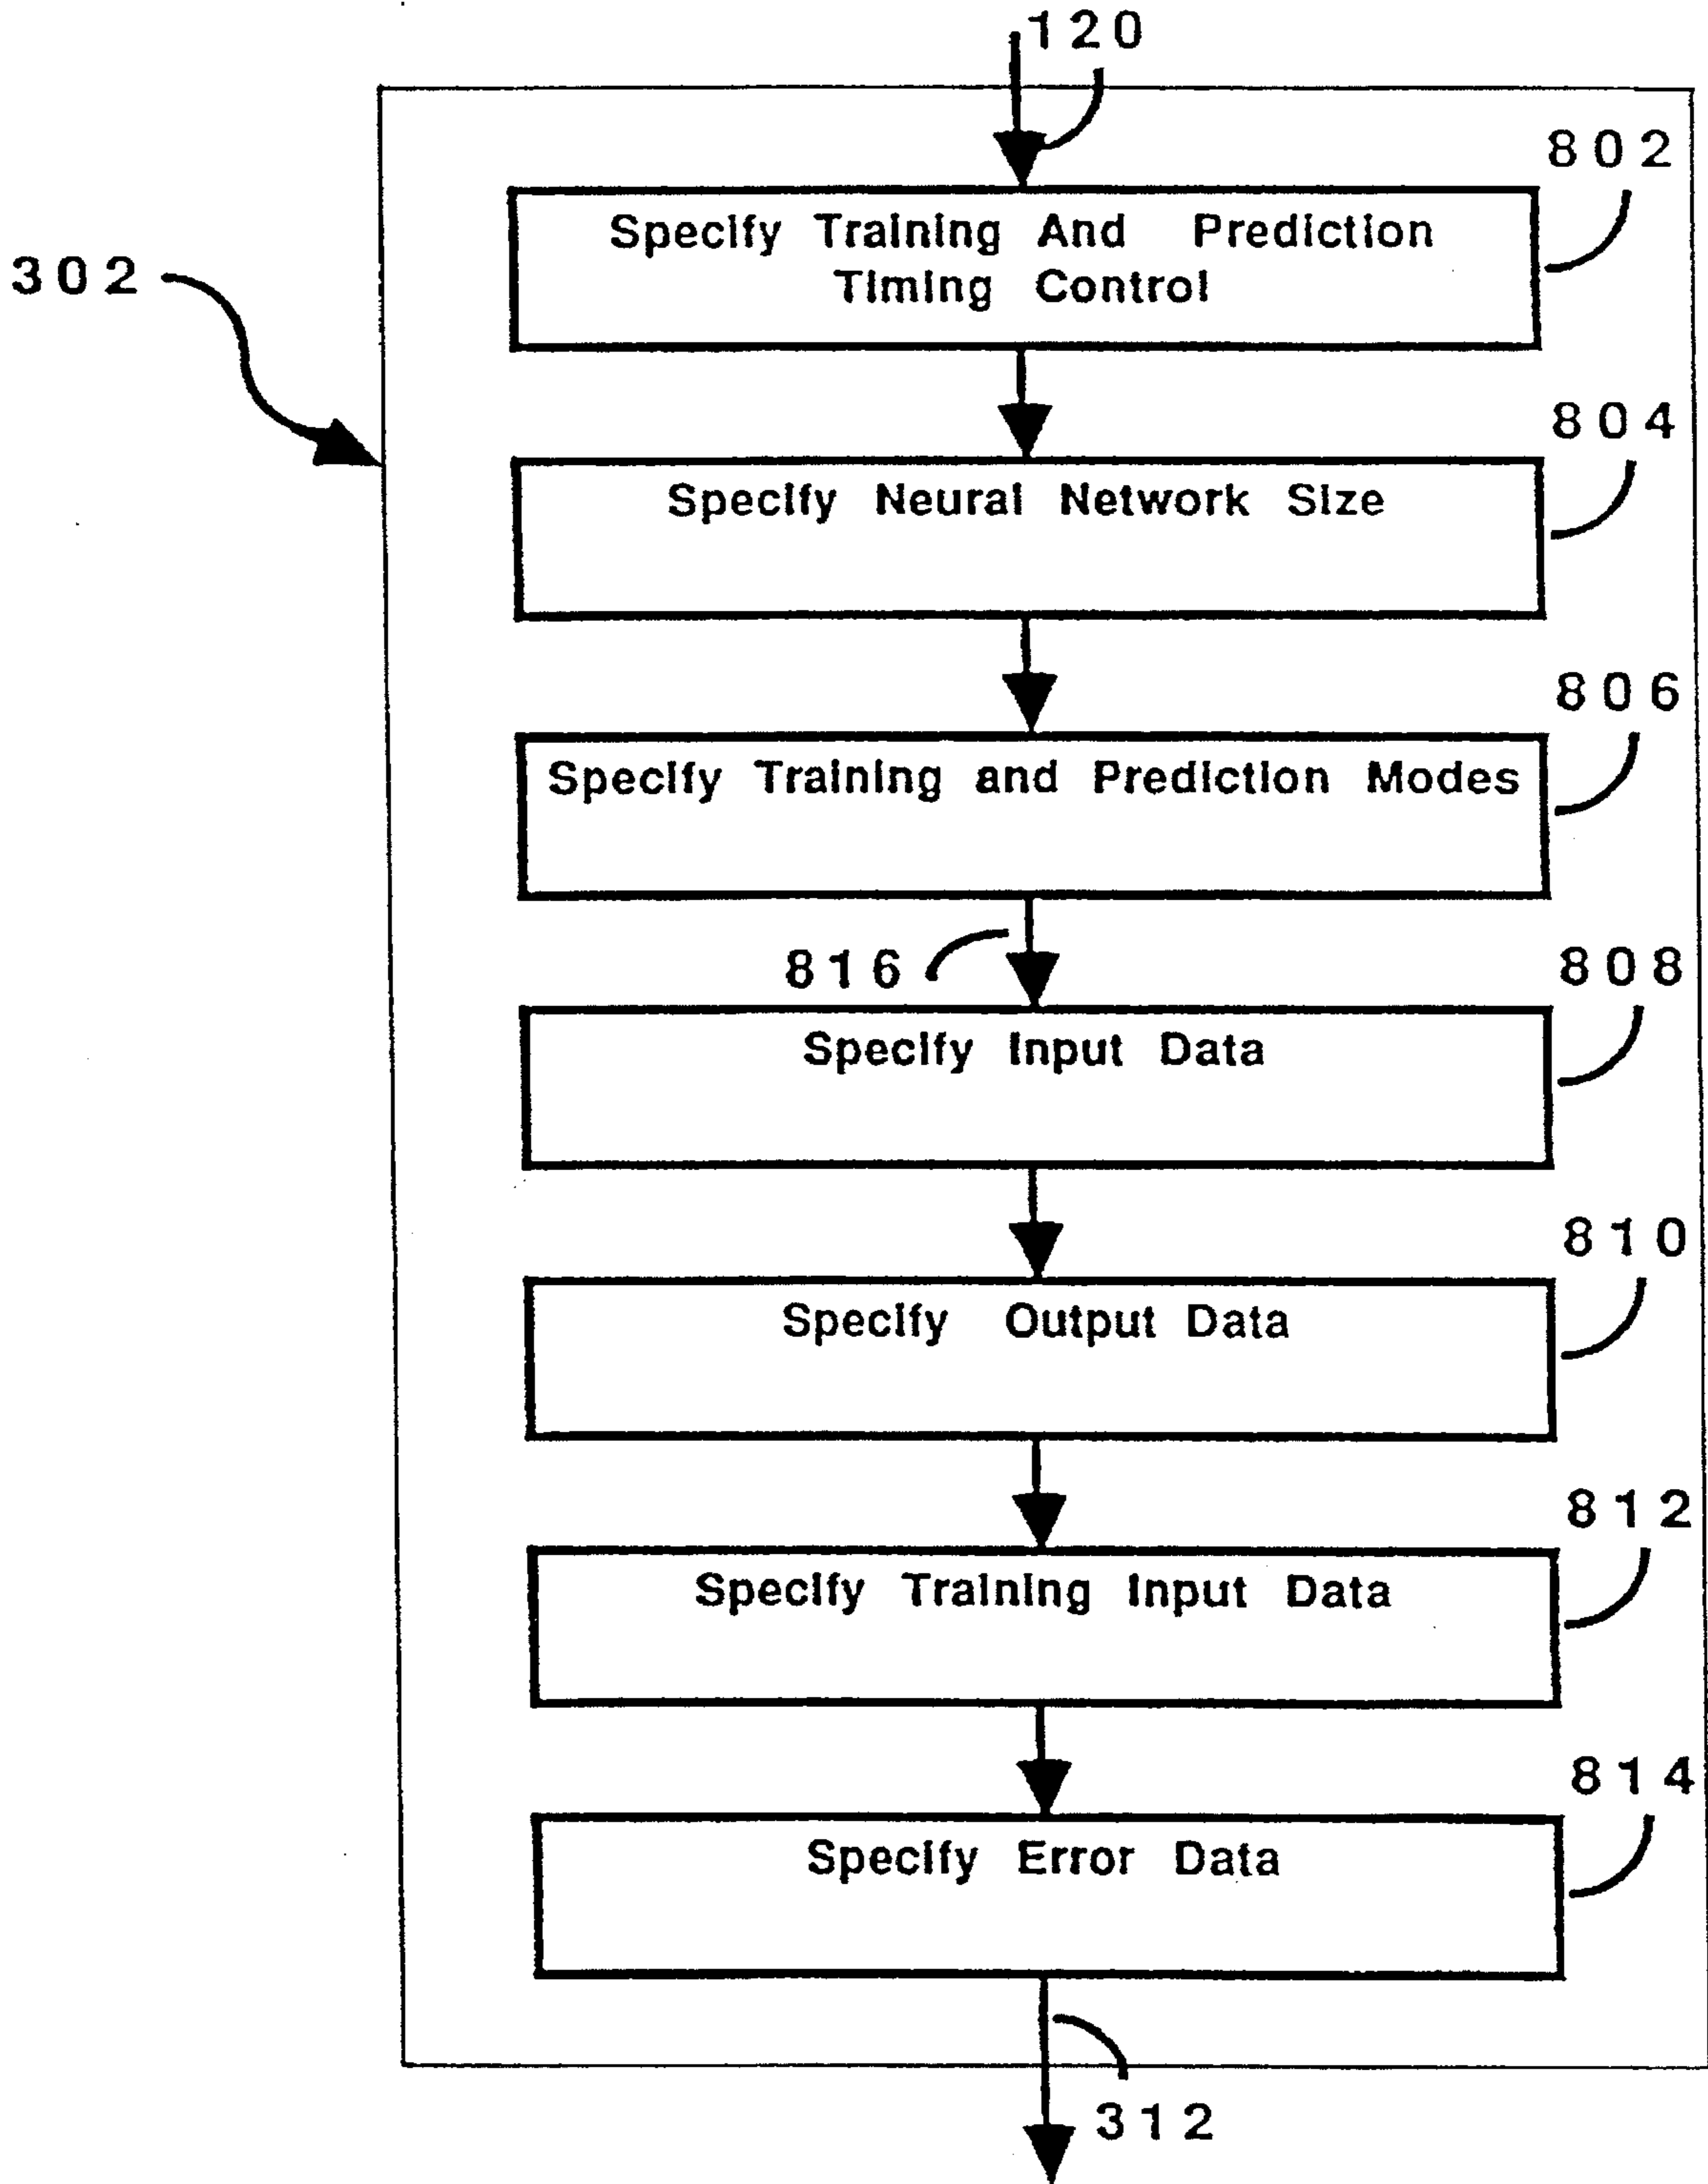 120
802
Specify Training And Prediction
Timing Control
302
804
Specify Neural Network Size
806
Specify Training and Prediction Modes
816
808
Specify Input Data
810
Specify Output Data
812
Specify Training Input Data
814
Specify Error Data
312